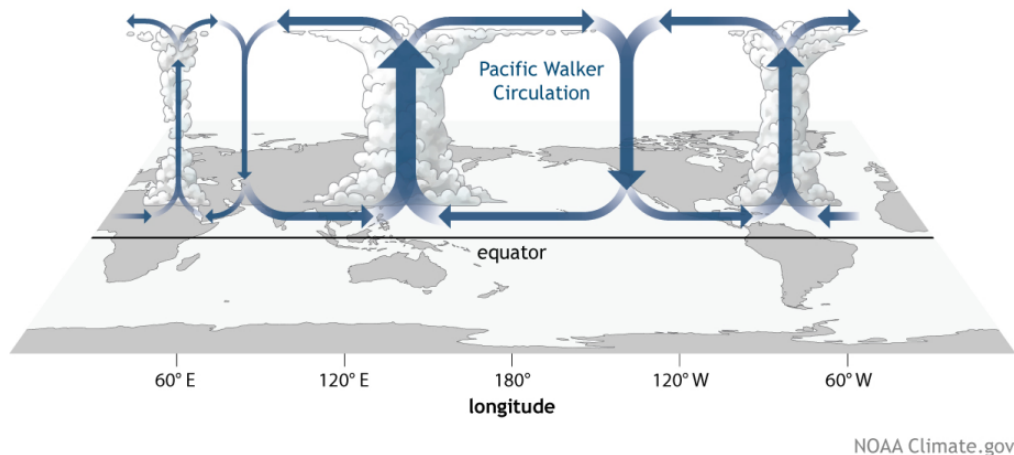 Pacific Walker
Circulation
equator
60° E
120° E
180°
120° W
60° W
longitude
NOAA Climate.gov